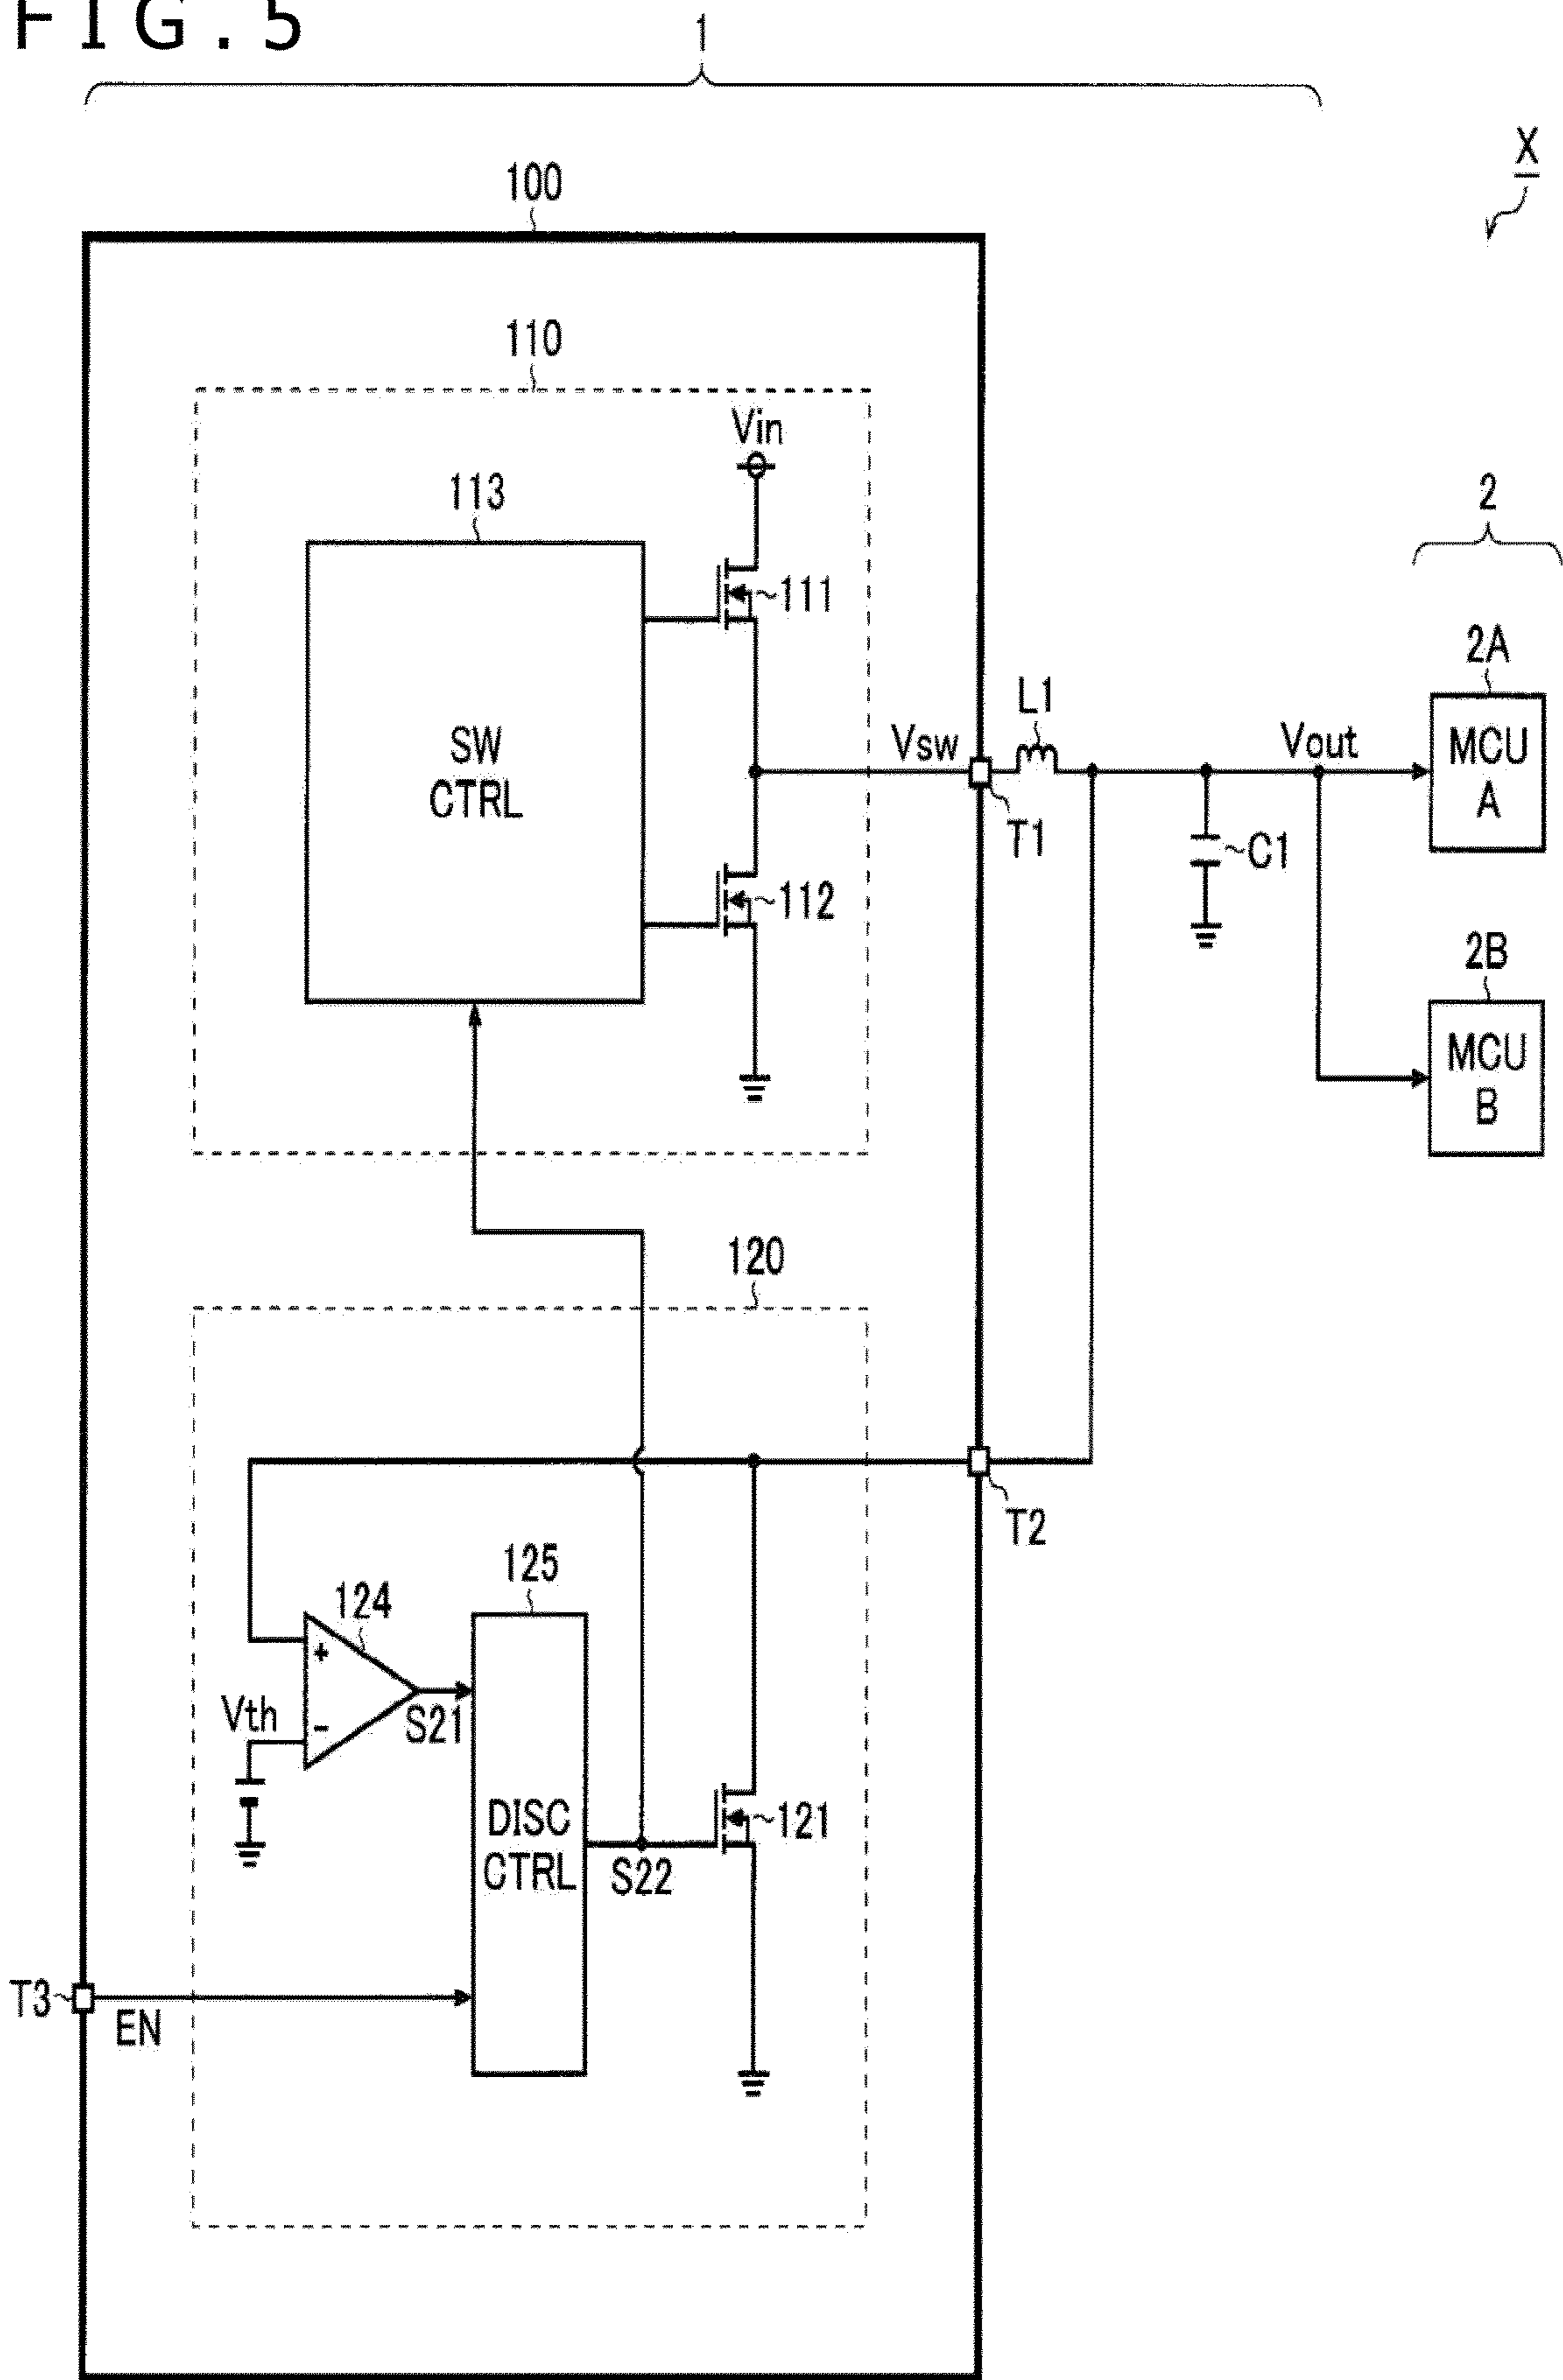 FIG.5
1
X
100
110
Vin
113
111
2
2A
L1
SW
CTRL
Vsw
Vout
MCU
A
T1
C1
112
2B
MCU
B
120
T2
125
124
+
Vth
-
S21
DISC
CTRL
121
S22
T3
EN